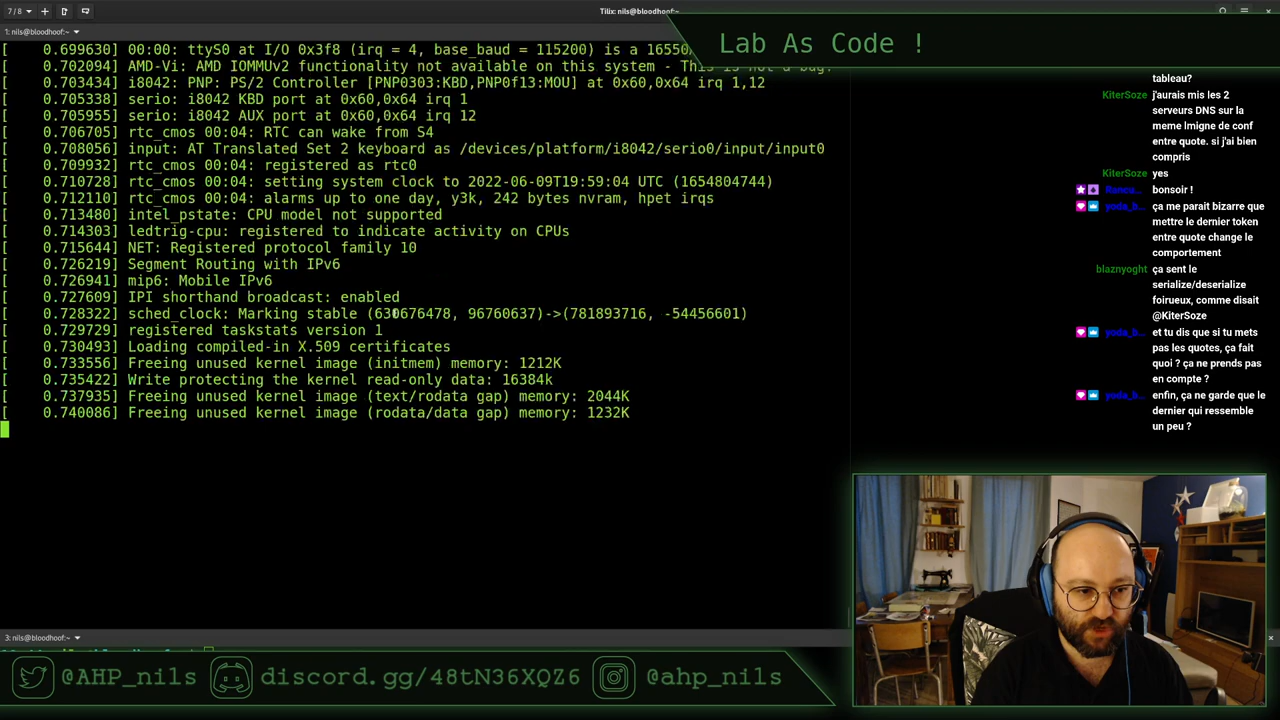 7 / 8
Tilix: nils@bloodhoof:~
1: nils@bloodhoof:~
Lab As Code !
[    0.699630] 00:00: ttyS0 at I/O 0x3f8 (irq = 4, base_baud = 115200) is a 16550
[    0.702094] AMD-Vi: AMD IOMMUv2 functionality not available on this system - This is not a bug.
[    0.703434] i8042: PNP: PS/2 Controller [PNP0303:KBD,PNP0f13:MOU] at 0x60,0x64 irq 1,12
[    0.705338] serio: i8042 KBD port at 0x60,0x64 irq 1
[    0.705955] serio: i8042 AUX port at 0x60,0x64 irq 12
[    0.706705] rtc_cmos 00:04: RTC can wake from S4
[    0.708056] input: AT Translated Set 2 keyboard as /devices/platform/i8042/serio0/input/input0
[    0.709932] rtc_cmos 00:04: registered as rtc0
[    0.710728] rtc_cmos 00:04: setting system clock to 2022-06-09T19:59:04 UTC (1654804744)
[    0.712110] rtc_cmos 00:04: alarms up to one day, y3k, 242 bytes nvram, hpet irqs
[    0.713480] intel_pstate: CPU model not supported
[    0.714303] ledtrig-cpu: registered to indicate activity on CPUs
[    0.715644] NET: Registered protocol family 10
[    0.726219] Segment Routing with IPv6
[    0.726941] mip6: Mobile IPv6
[    0.727609] IPI shorthand broadcast: enabled
[    0.728322] sched_clock: Marking stable (630676478, 96760637)->(781893716, -54456601)
[    0.729729] registered taskstats version 1
[    0.730493] Loading compiled-in X.509 certificates
[    0.733556] Freeing unused kernel image (initmem) memory: 1212K
[    0.735422] Write protecting the kernel read-only data: 16384k
[    0.737935] Freeing unused kernel image (text/rodata gap) memory: 2044K
[    0.740086] Freeing unused kernel image (rodata/data gap) memory: 1232K
tableau?
KiterSoze j'aurais mis les 2
serveurs DNS sur la
meme lmigne de conf
entre quote. si j'ai bien
compris
KiterSoze yes
bonsoir !
yoda_b... ça me parait bizarre que
mettre le dernier token
entre quote change le
comportement
blaznyoght ça sent le
serialize/deserialize
foirueux, comme disait
@KiterSoze
yoda_b... et tu dis que si tu mets
pas les quotes, ça fait
quoi ? ça ne prends pas
en compte ?
yoda_b... enfin, ça ne garde que le
dernier qui ressemble
un peu ?
3: nils@bloodhoof:~
@AHP_nils
discord.gg/48tN36XQZ6
@ahp_nils